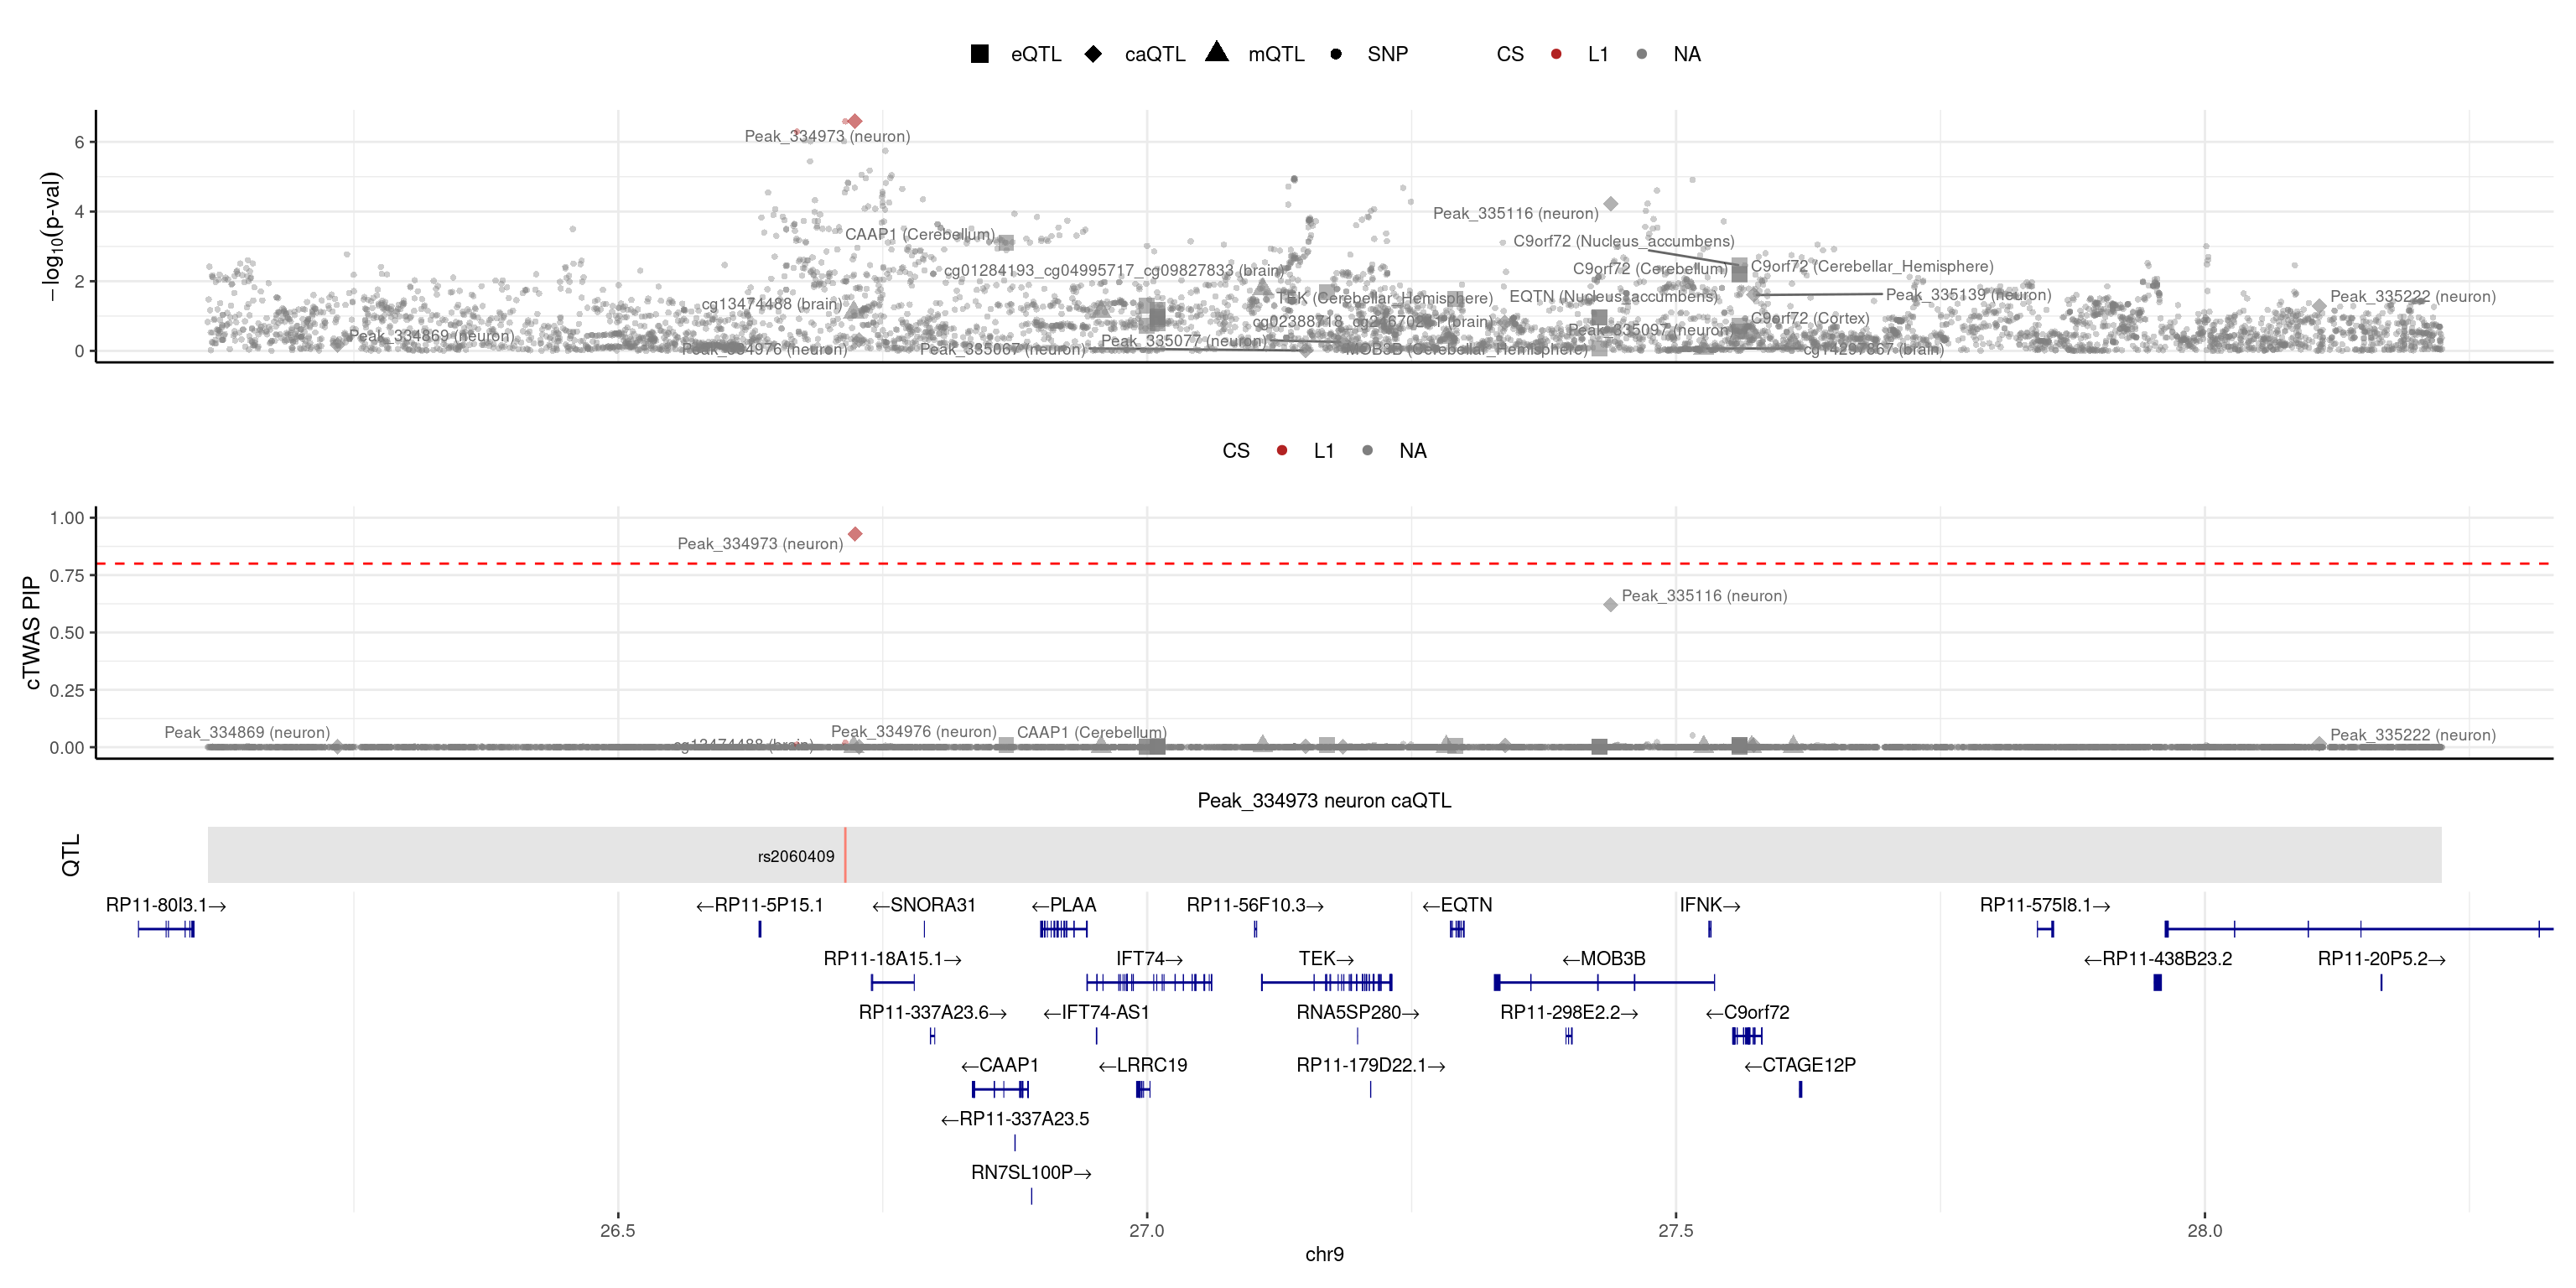 eQTL caQTL mQTL SNP CS L1 NA
−log10(p-val)
6
4
2
0
Peak_334973 (neuron)
Peak_335116 (neuron)
CAAP1 (Cerebellum)
C9orf72 (Nucleus_accumbens)
cg01284193_cg04995717_cg09827833 (brain)
C9orf72 (Cerebellum)
C9orf72 (Cerebellar_Hemisphere)
cg13474488 (brain)
TEK (Cerebellar_Hemisphere)
EQTN (Nucleus_accumbens)
Peak_335139 (neuron)
Peak_335222 (neuron)
C9orf72 (Cortex)
Peak_334869 (neuron)
Peak_335097 (neuron)
Peak_334976 (neuron)
Peak_335067 (neuron)
Peak_335077 (neuron)
MOB3B (Cerebellar_Hemisphere)
CS L1 NA
cTWAS PIP
1.00
0.75
0.50
0.25
0.00
Peak_334973 (neuron)
Peak_335116 (neuron)
Peak_334869 (neuron)
cg13474488 (brain)
Peak_334976 (neuron)
CAAP1 (Cerebellum)
Peak_335222 (neuron)
Peak_334973 neuron caQTL
QTL
rs2060409
RP11-80I3.1→ ←RP11-5P15.1 ←SNORA31 ←PLAA RP11-56F10.3→ ←EQTN IFNK→ RP11-575I8.1→
RP11-18A15.1→ IFT74→ TEK→ ←MOB3B ←RP11-438B23.2 RP11-20P5.2→
RP11-337A23.6→ ←IFT74-AS1 RNA5SP280→ RP11-298E2.2→ ←C9orf72
←CAAP1 ←LRRC19 RP11-179D22.1→ ←CTAGE12P
←RP11-337A23.5
RN7SL100P→
26.5 27.0 27.5 28.0
chr9